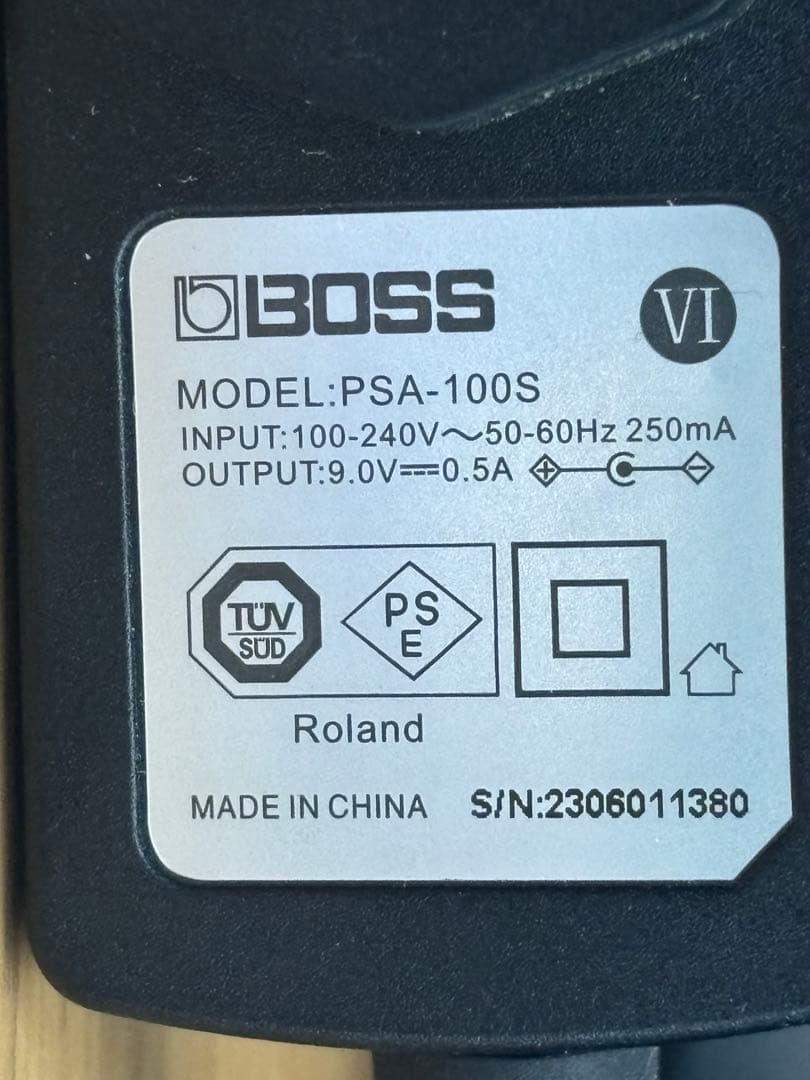 BOSS
VI
MODEL:PSA-100S
INPUT:100-240V～50-60Hz 250mA
OUTPUT:9.0V⎓0.5A
TÜV
SÜD
PS
E
Roland
MADE IN CHINA S/N:2306011380